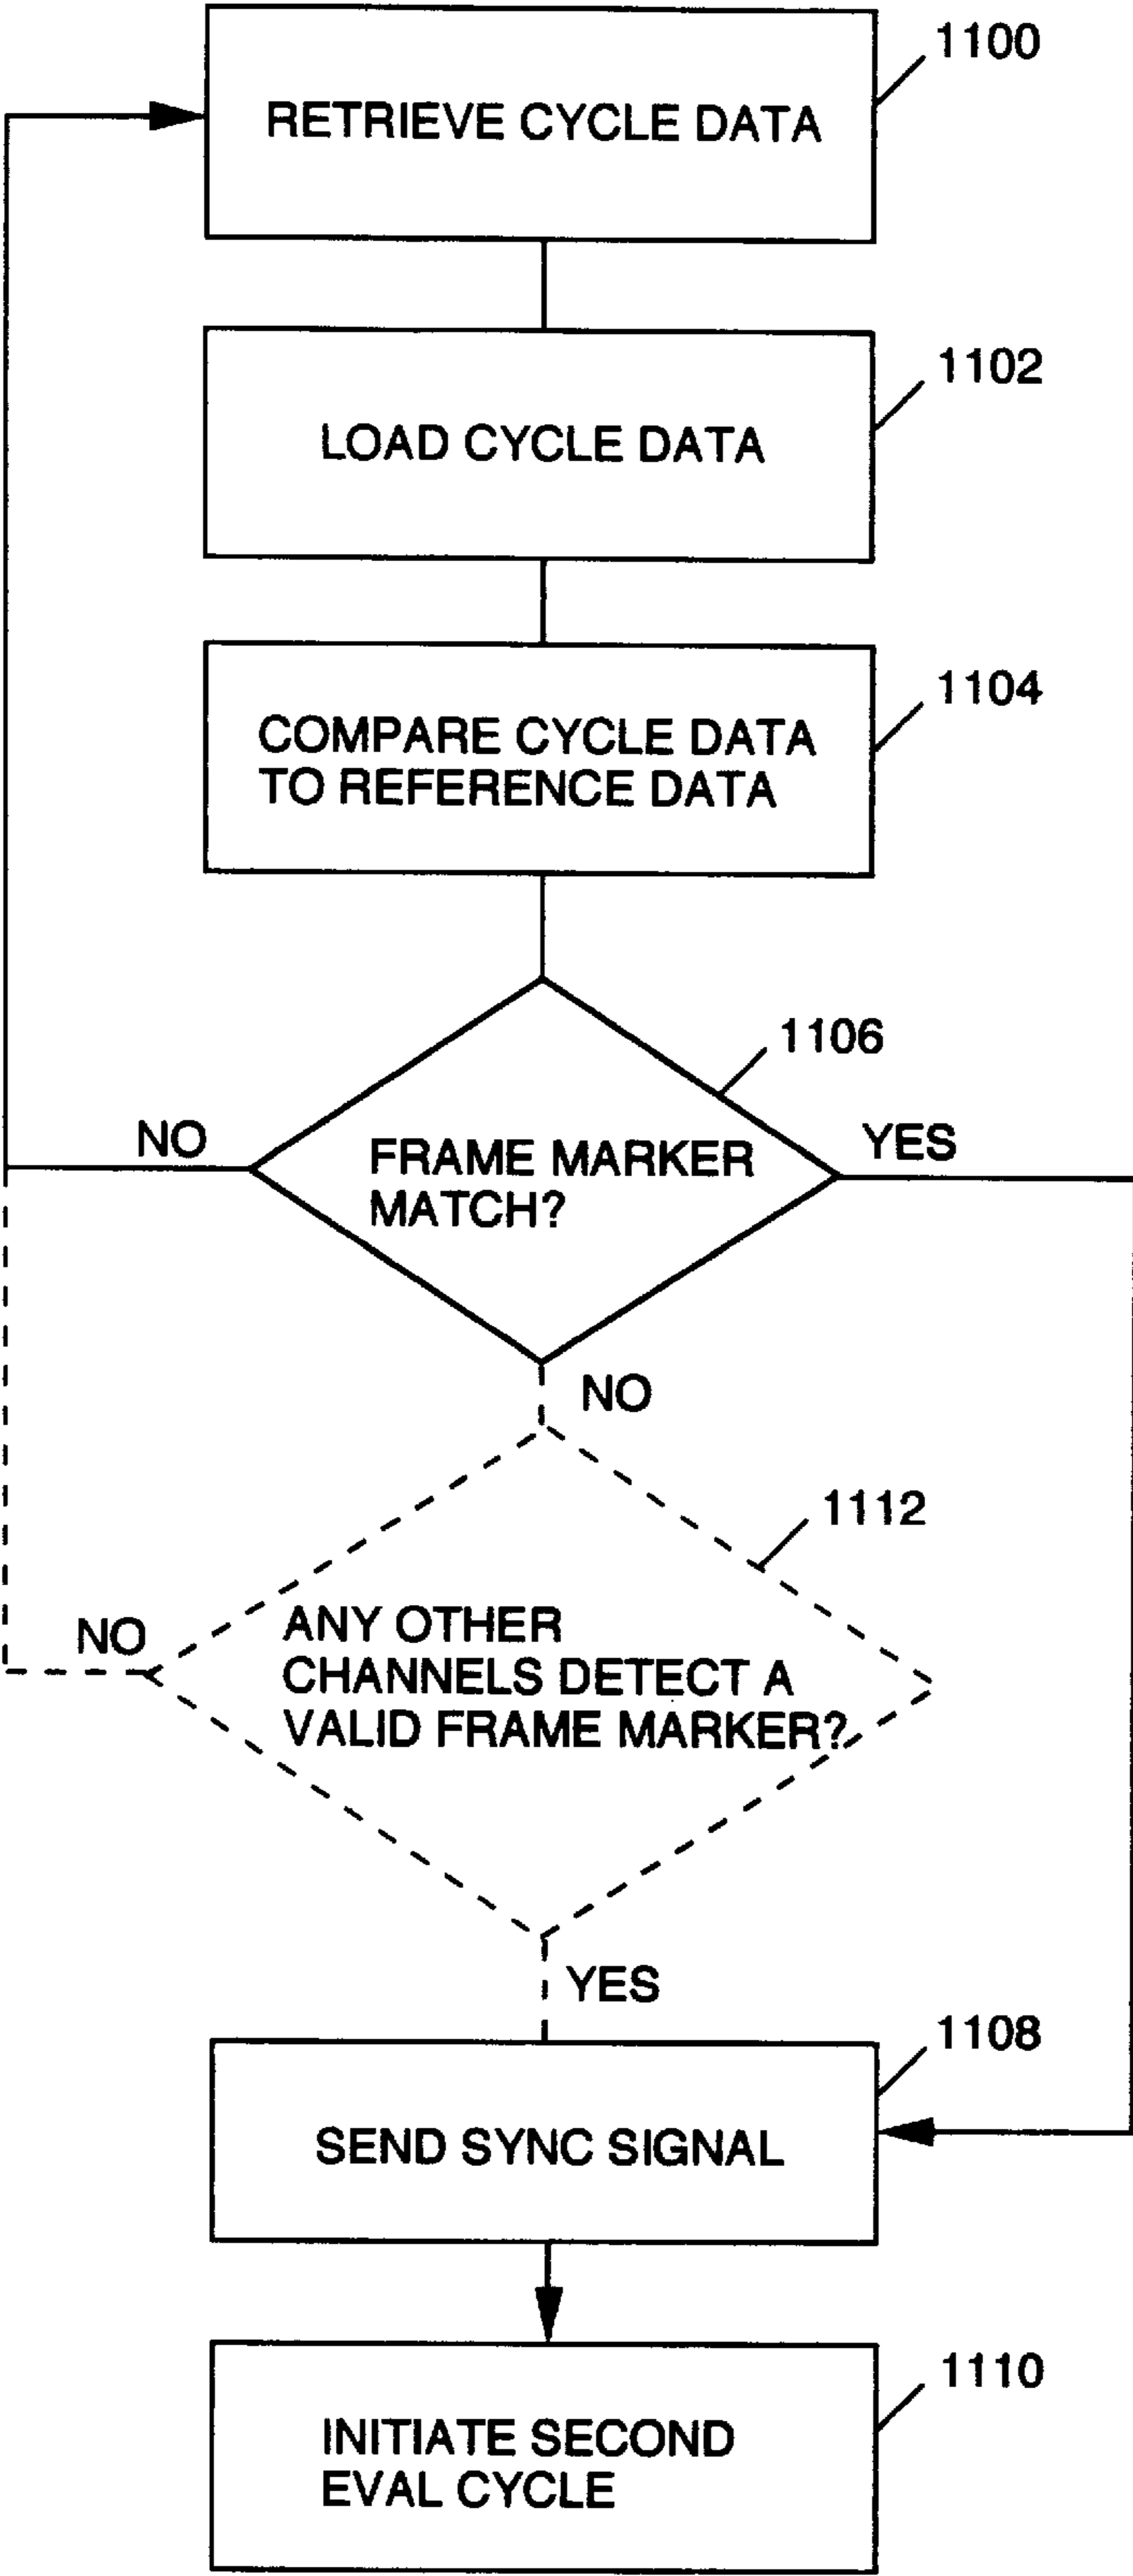 1100
RETRIEVE CYCLE DATA
1102
LOAD CYCLE DATA
1104
COMPARE CYCLE DATA
TO REFERENCE DATA
1106
NO
YES
FRAME MARKER
MATCH?
NO
1112
NO
ANY OTHER
CHANNELS DETECT A
VALID FRAME MARKER?
YES
1108
SEND SYNC SIGNAL
1110
INITIATE SECOND
EVAL CYCLE